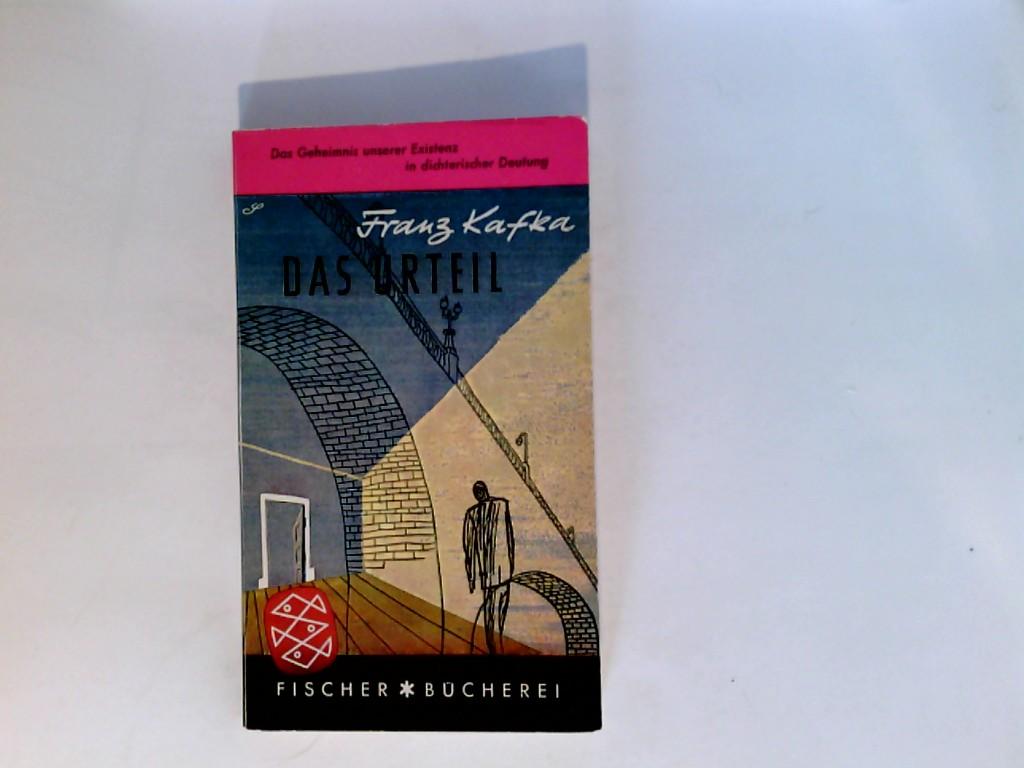 Das Geheimnis unserer Existenz
in dichterischer Deutung
Franz Kafka
DAS URTEIL
FISCHER * BÜCHEREI